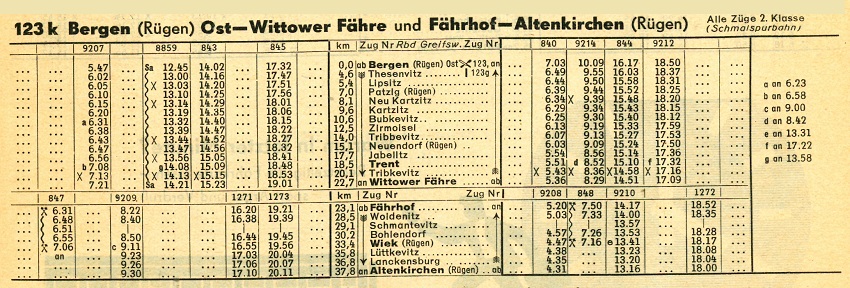 123k Bergen (Rügen) Ost—Wittower Fähre und Fährhof—Altenkirchen (Rügen) Alle Züge 2. Klasse
(Schmalspurbahn)
... 9207 ... 8859 843 ... 845 ... km Zug Nr Rbd Greifsw. Zug Nr ... 840 9214 844 9212
... 5.47 ... Sa 12.45 14.02 ... 17.32 ... 0,0 ab Bergen (Rügen) Ost 123, an ... 7.03 10.09 16.17 18.50
... 6.02 ... 13.00 14.16 ... 17.47 ... 4,6 Thesenvitz ... 123g ... 6.49 9.55 16.03 18.37 ... a an 6.23
... 6.05 ... 13.03 14.20 ... 17.51 ... 5,4 Lipsitz ... 6.44 9.50 15.58 18.31 ... b an 6.58
... 6.10 ... 13.10 14.25 ... 17.56 ... 7,0 Patzig (Rügen) ... 6.39 9.44 15.52 18.25 ... c an 9.00
... 6.15 ... 13.14 14.29 ... 18.01 ... 8,1 Neu Kartzitz ... 6.34 9.39 15.48 18.20 ... d an 8.42
... 6.20 ... 13.19 14.35 ... 18.06 ... 9,6 Kartzitz ... 6.29 9.34 15.43 18.15 ... e an 13.31
... a 6.31 ... 13.32 14.40 ... 18.15 ... 10,6 Bubkevitz ... 6.25 9.30 15.40 18.12 ... f an 17.22
... 6.38 ... 13.39 14.47 ... 18.22 ... 12,5 Zirmoisel ... 6.13 9.19 15.33 17.59 ... g an 13.58
... 6.43 ... 13.44 14.52 ... 18.27 ... 14,0 Tribbevitz ... 6.07 9.13 15.27 17.53
... 6.47 ... 13.47 14.56 ... 18.32 ... 15,1 Neuendorf (Rügen) ... 6.03 9.09 15.24 17.50
... 6.56 ... 13.56 15.05 ... 18.41 ... 17,7 Jabelitz ... 5.54 8.56 15.14 17.36
... b 7.08 ... g 14.08 15.09 ... 18.48 ... 18,5 Trent ... 5.51 d 8.52 15.10 f 17.32
... 7.13 ... 14.13 15.15 ... 18.53 ... 20,1 Tribkevitz ... 5.43 8.36 14.58 17.16
... 7.21 ... Sa 14.21 15.23 ... 19.01 ... 22,7 an Wittower Fähre ab ... 5.36 8.29 14.51 17.09
847 ... 9209 ... 1271 1273 ... km Zug Nr Zug Nr ... 9208 848 9210 ... 1272
6.31 ... 8.22 ... 16.20 19.21 ... 23,1 ab Fährhof an ... 5.20 7.50 14.17 ... 18.52
6.48 ... 8.40 ... 16.38 19.39 ... 28,5 Woldenitz ... 5.03 7.33 14.00 ... 18.35
6.51 ... 29,1 Schmantevitz ... 13.57
6.55 ... 8.50 ... 16.44 19.45 ... 30,2 Bohlendorf ... 4.57 7.26 13.53 ... 18.28
7.06 ... c 9.11 ... 16.55 19.56 ... 33,4 Wiek (Rügen) ... 4.47 7.16 e 13.41 ... 18.17
an ... 9.23 ... 17.03 20.04 ... 35,8 Lüttkevitz ... 4.38 ... 13.23 ... 18.08
... 9.26 ... 17.06 20.07 ... 36,8 Lanckensburg ... 4.35 ... 13.20 ... 18.04
... 9.30 ... 17.10 20.11 ... 37,8 an Altenkirchen (Rügen) ab ... 4.31 ... 13.16 ... 18.00